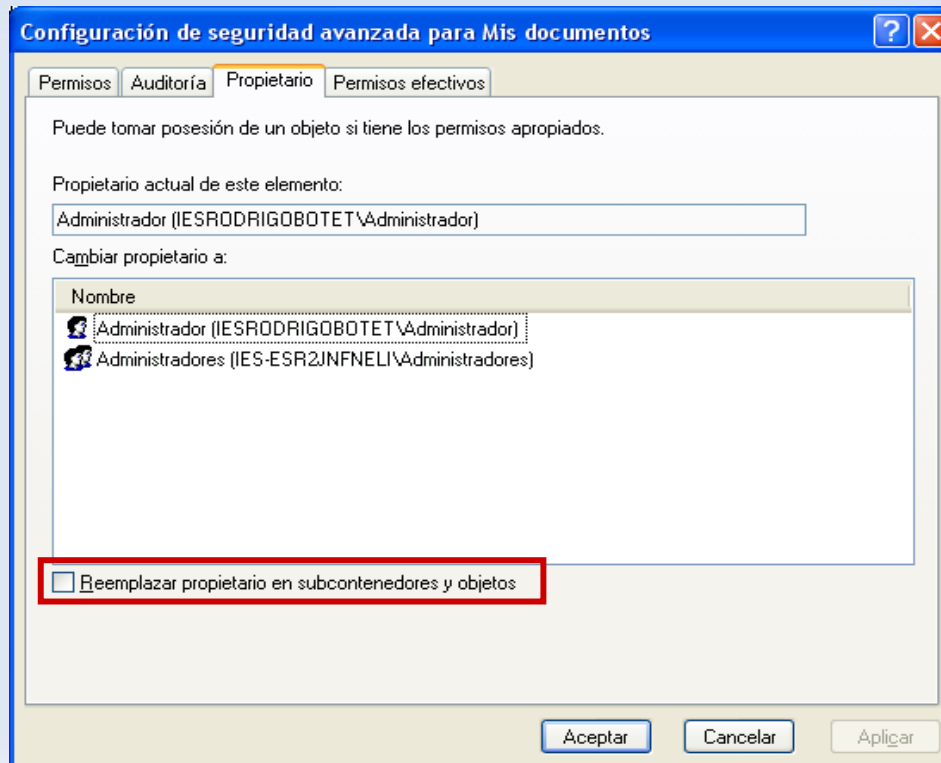 Configuración de seguridad avanzada para Mis documentos
Permisos Auditoría Propietario Permisos efectivos
Puede tomar posesión de un objeto si tiene los permisos apropiados.
Propietario actual de este elemento:
Administrador (IESRODRIGOBOTET\Administrador)
Cambiar propietario a:
Nombre
Administrador (IESRODRIGOBOTET\Administrador)
Administradores (IES-ESR2JNFNELI\Administradores)
Reemplazar propietario en subcontenedores y objetos
Aceptar Cancelar Aplicar